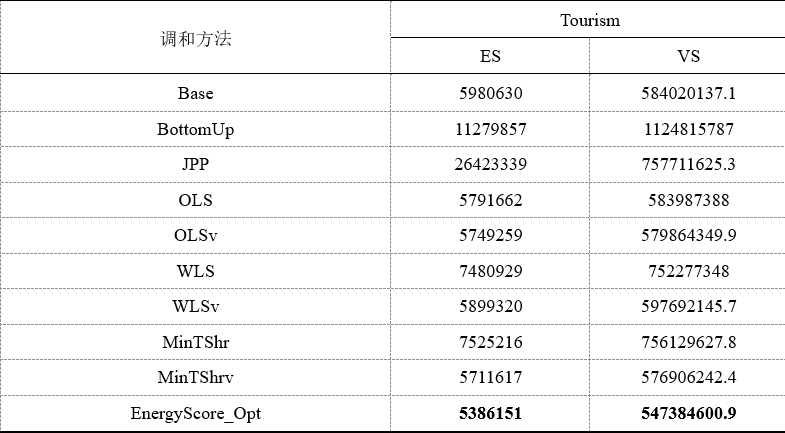 调和方法 Tourism
ES VS
Base 5980630 584020137.1
BottomUp 11279857 1124815787
JPP 26423339 757711625.3
OLS 5791662 583987388
OLSv 5749259 579864349.9
WLS 7480929 752277348
WLSv 5899320 597692145.7
MinTShr 7525216 756129627.8
MinTShrv 5711617 576906242.4
EnergyScore_Opt 5386151 547384600.9